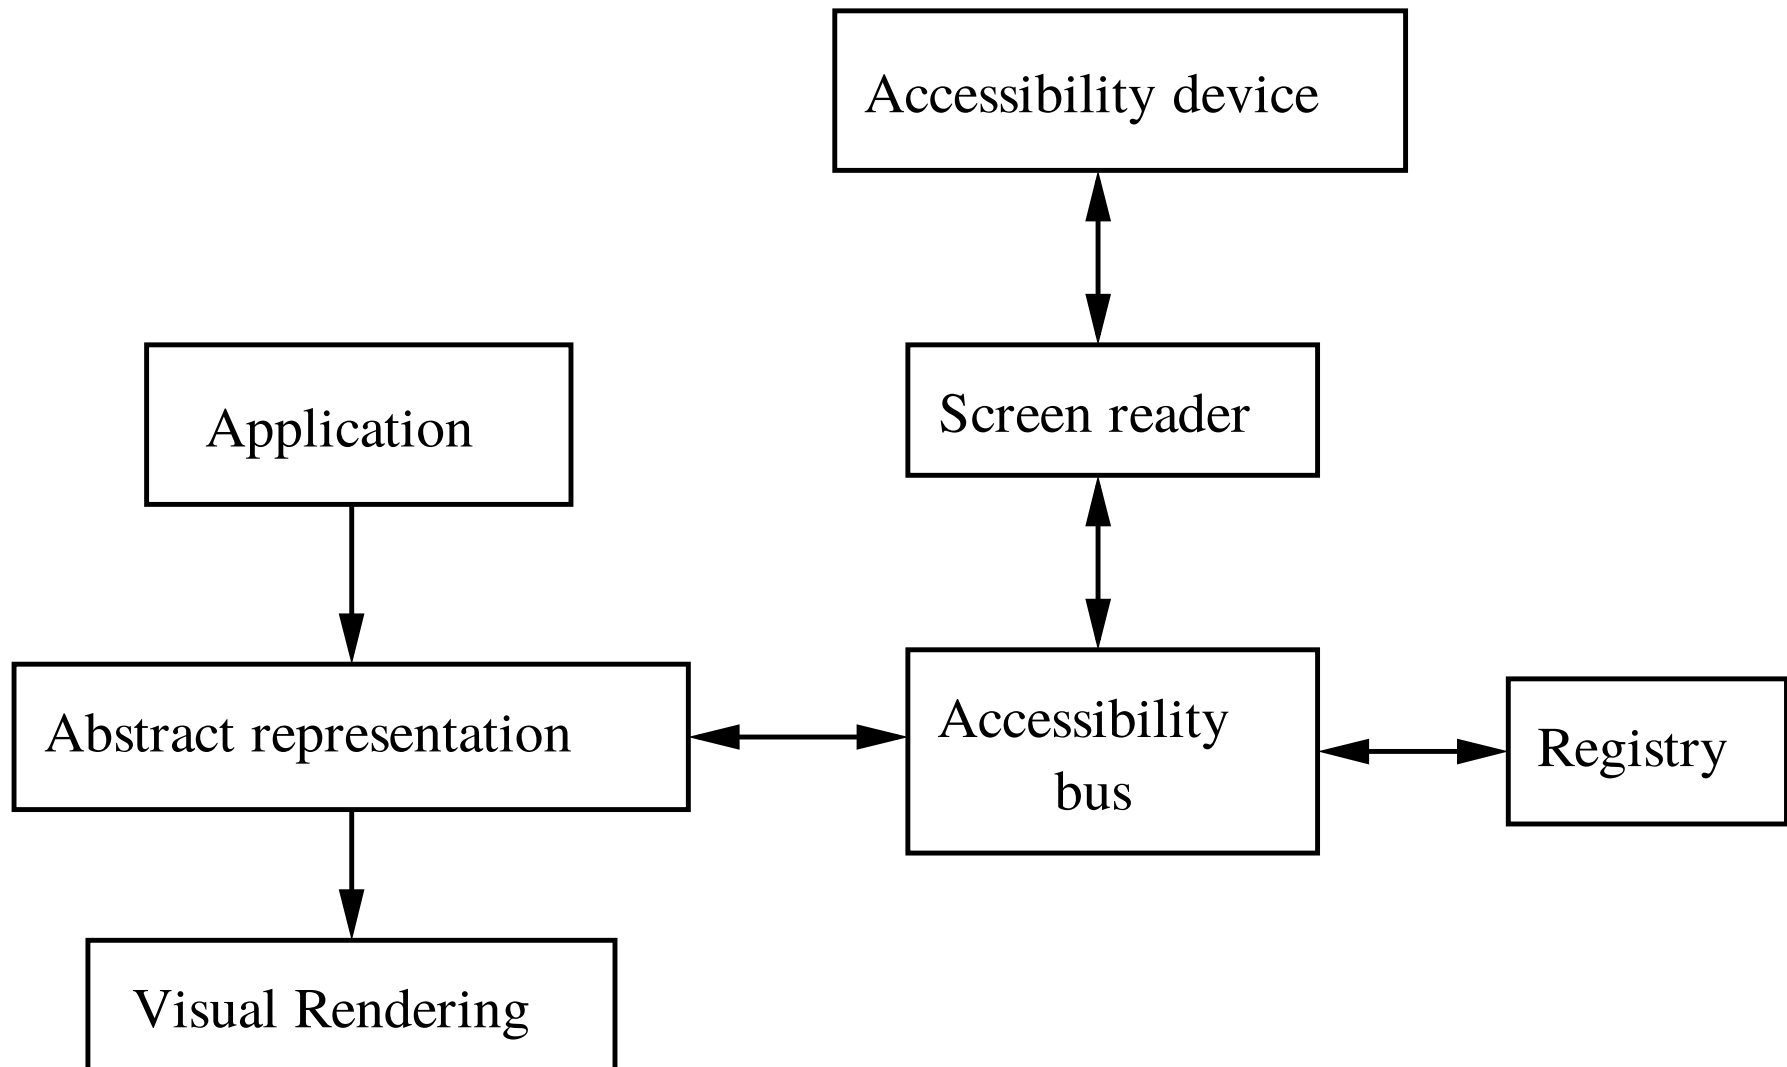 Accessibility device
Application
Screen reader
Abstract representation
Accessibility
bus
Registry
Visual Rendering